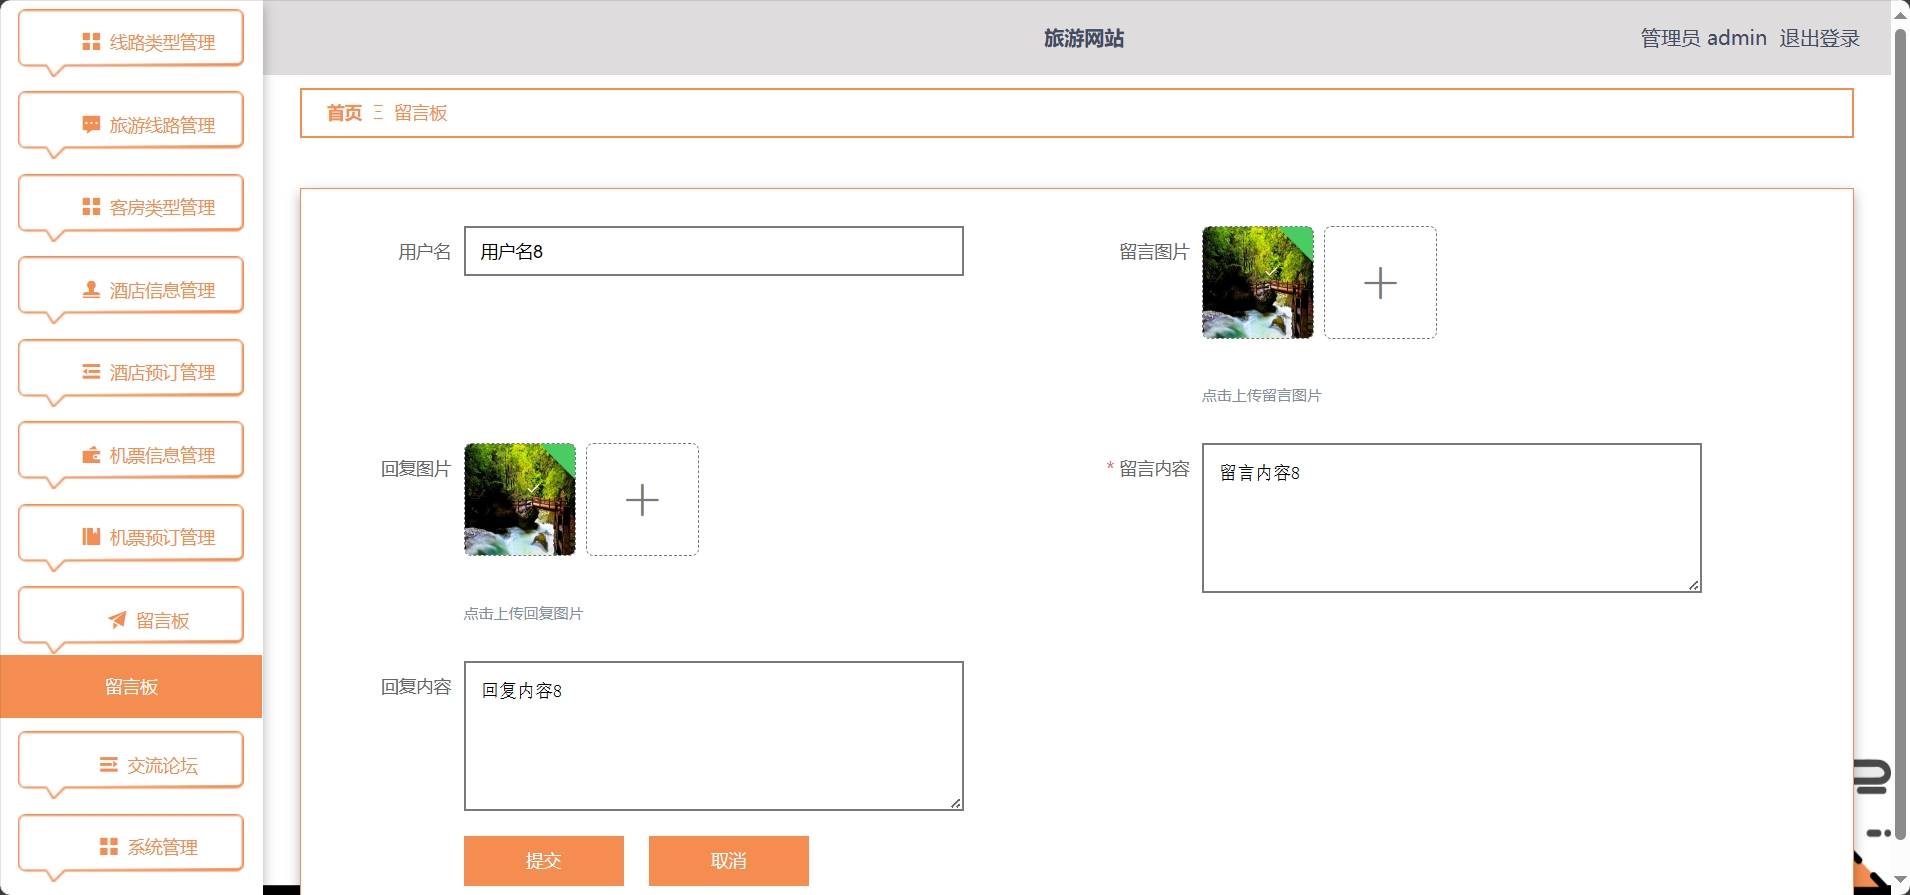 旅游网站
管理员 admin 退出登录
线路类型管理
旅游线路管理
客房类型管理
酒店信息管理
酒店预订管理
机票信息管理
机票预订管理
留言板
留言板
交流论坛
系统管理
首页 Ξ 留言板
用户名 用户名8
留言图片
点击上传留言图片
回复图片
点击上传回复图片
* 留言内容 留言内容8
回复内容 回复内容8
提交 取消